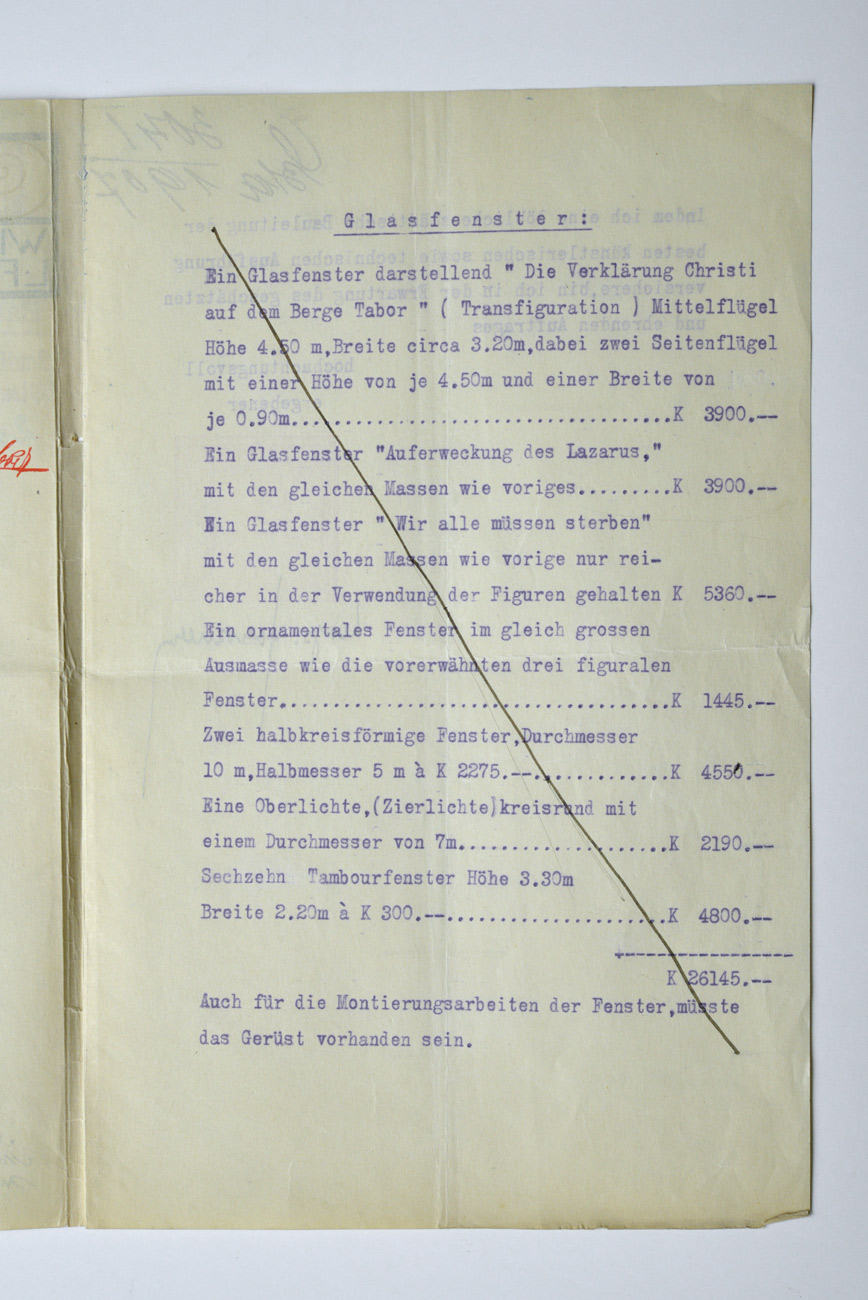 Glasfenster:
Ein Glasfenster darstellend " Die Verklärung Christi
auf dem Berge Tabor " ( Transfiguration ) Mittelflügel
Höhe 4.50 m,Breite circa 3.20m,dabei zwei Seitenflügel
mit einer Höhe von je 4.50m und einer Breite von
je 0.90m.....................................K 3900.--
Ein Glasfenster "Auferweckung des Lazarus,"
mit den gleichen Massen wie voriges.........K 3900.--
Ein Glasfenster "Wir alle müssen sterben"
mit den gleichen Massen wie vorige nur rei-
cher in der Verwendung der Figuren gehalten K 5360.--
Ein ornamentales Fenster im gleich grossen
Ausmasse wie die vorerwähnten drei figuralen
Fenster......................................K 1445.--
Zwei halbkreisförmige Fenster,Durchmesser
10 m,Halbmesser 5 m à K 2275.--..............K 4550.--
Eine Oberlichte,(Zierlichte)kreisrund mit
einem Durchmesser von 7m.....................K 2190.--
Sechzehn Tambourfenster Höhe 3.30m
Breite 2.20m à K 300.--......................K 4800.--
K 26145.--
Auch für die Montierungsarbeiten der Fenster,müsste
das Gerüst vorhanden sein.